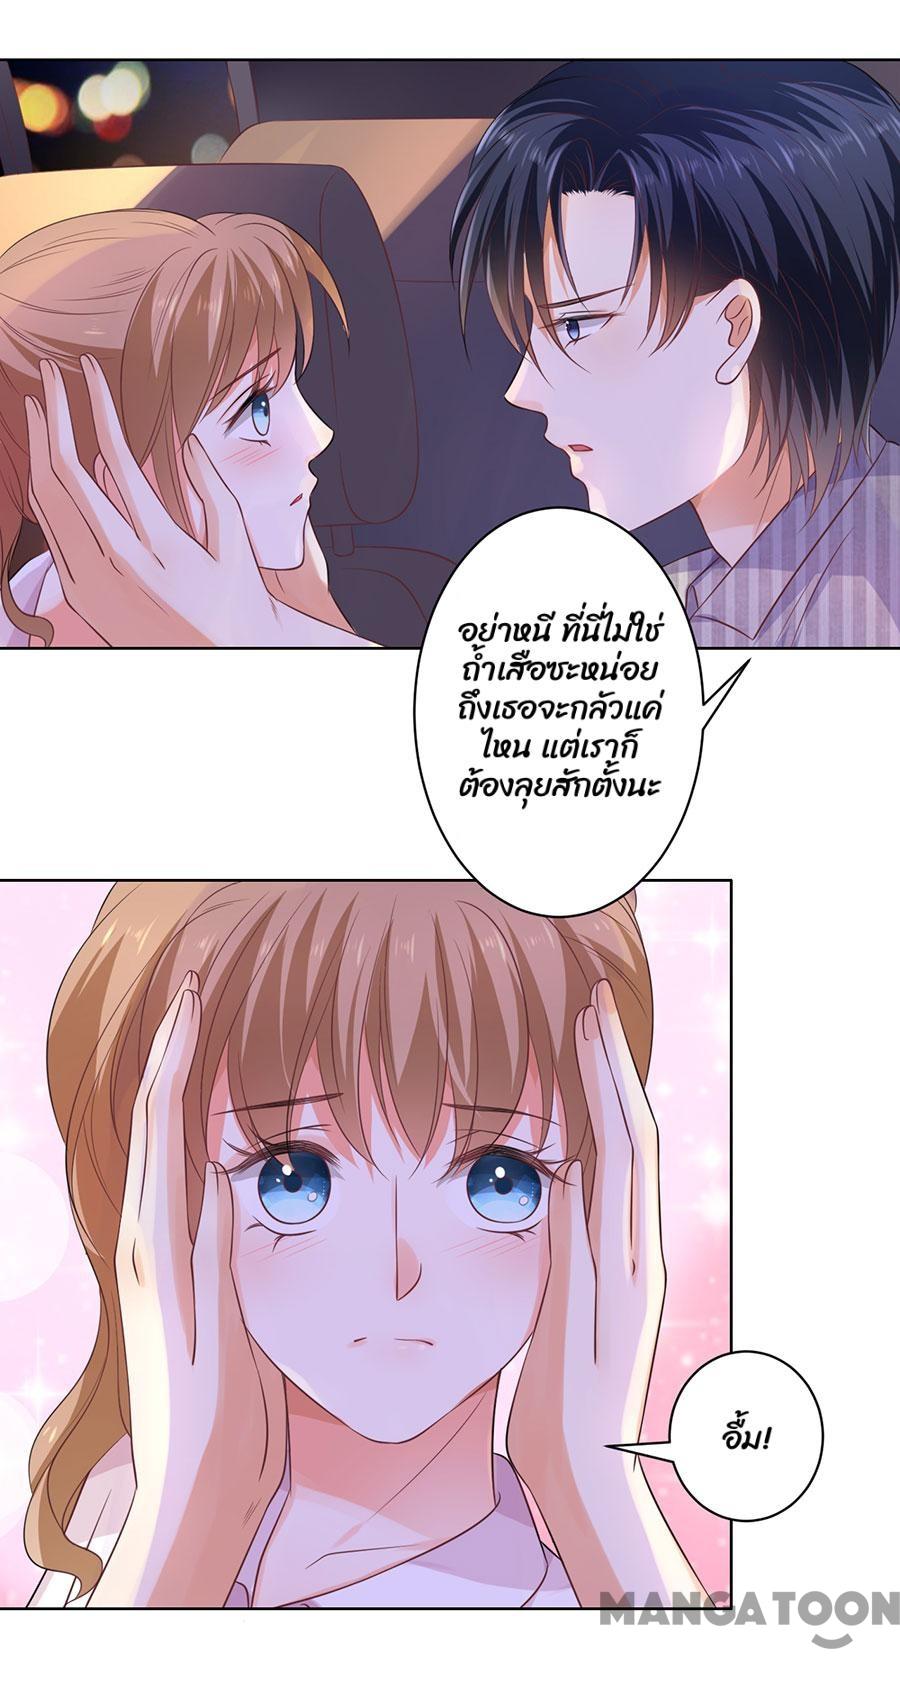 อย่าหนี ที่นี่ไม่ใช่
ถ้ำเสือซะหน่อย
ถึงเธอจะกลัวแค่
ไหน แต่เราก็
ต้องลุยสักตั้งนะ
อื้ม!
MANGATOON